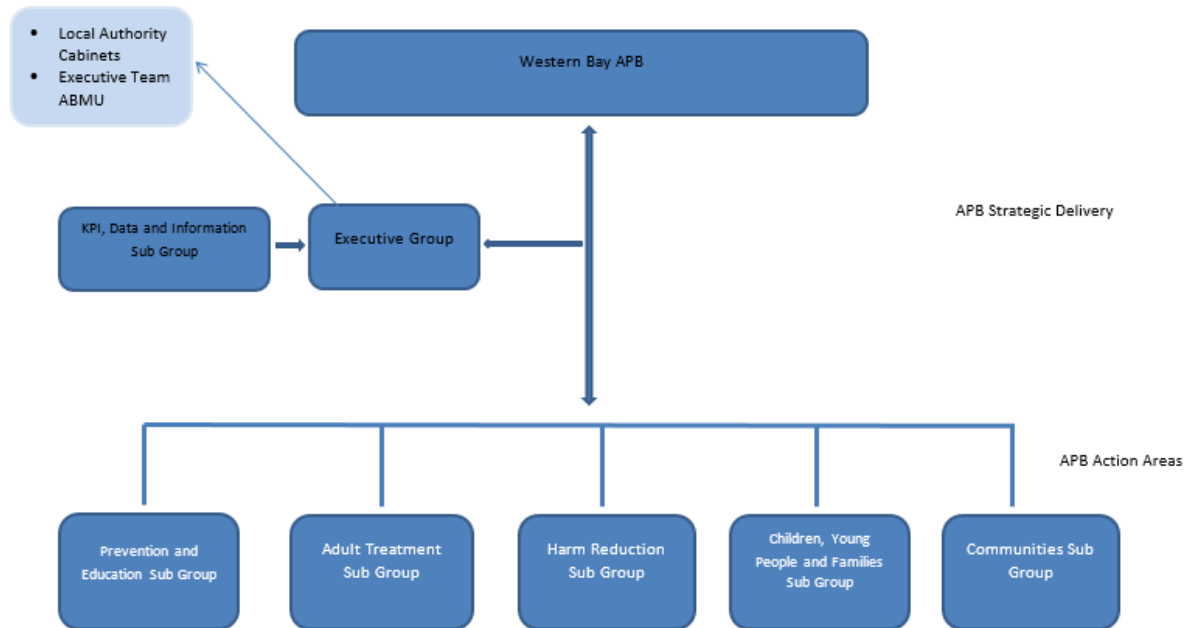 • Local Authority
Cabinets
• Executive Team
ABMU
Western Bay APB
APB Strategic Delivery
KPI, Data and Information
Sub Group
Executive Group
APB Action Areas
Prevention and
Education Sub Group
Adult Treatment
Sub Group
Harm Reduction
Sub Group
Children, Young
People and Families
Sub Group
Communities Sub
Group